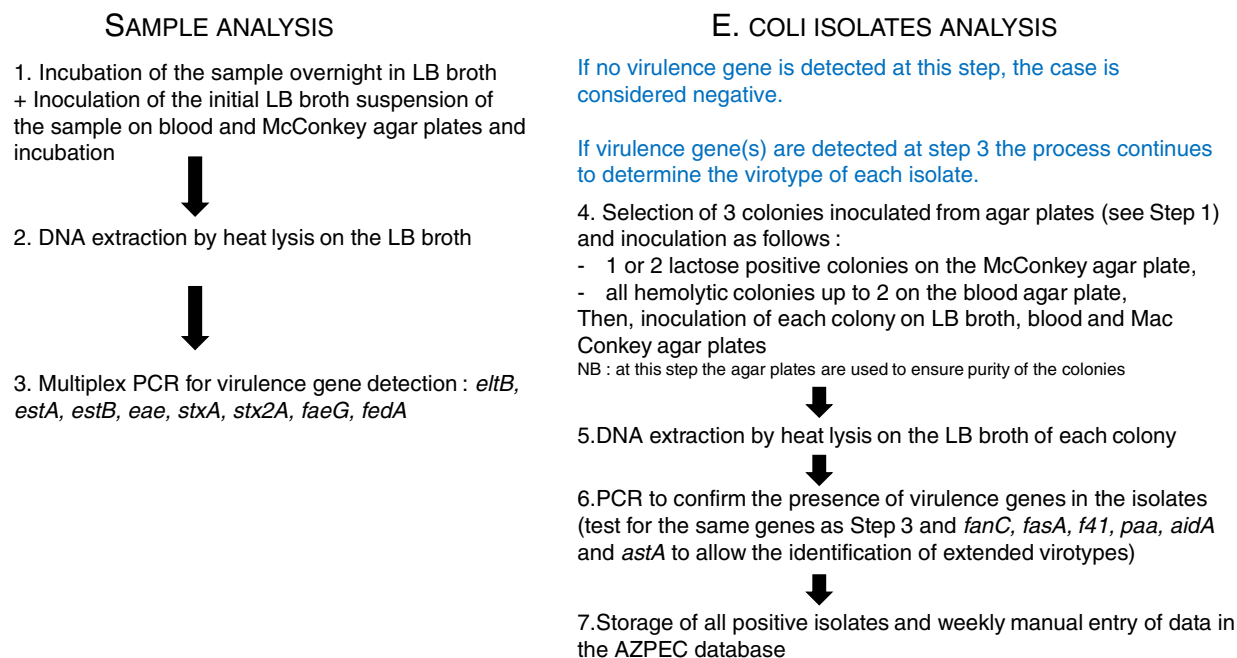 SAMPLE ANALYSIS
1. Incubation of the sample overnight in LB broth
+ Inoculation of the initial LB broth suspension of
the sample on blood and McConkey agar plates and
incubation
2. DNA extraction by heat lysis on the LB broth
3. Multiplex PCR for virulence gene detection : eltB,
estA, estB, eae, stxA, stx2A, faeG, fedA
E. COLI ISOLATES ANALYSIS
If no virulence gene is detected at this step, the case is
considered negative.
If virulence gene(s) are detected at step 3 the process continues
to determine the virotype of each isolate.
4. Selection of 3 colonies inoculated from agar plates (see Step 1)
and inoculation as follows :
- 1 or 2 lactose positive colonies on the McConkey agar plate,
- all hemolytic colonies up to 2 on the blood agar plate,
Then, inoculation of each colony on LB broth, blood and Mac
Conkey agar plates
NB : at this step the agar plates are used to ensure purity of the colonies
5.DNA extraction by heat lysis on the LB broth of each colony
6.PCR to confirm the presence of virulence genes in the isolates
(test for the same genes as Step 3 and fanC, fasA, f41, paa, aidA
and astA to allow the identification of extended virotypes)
7.Storage of all positive isolates and weekly manual entry of data in
the AZPEC database